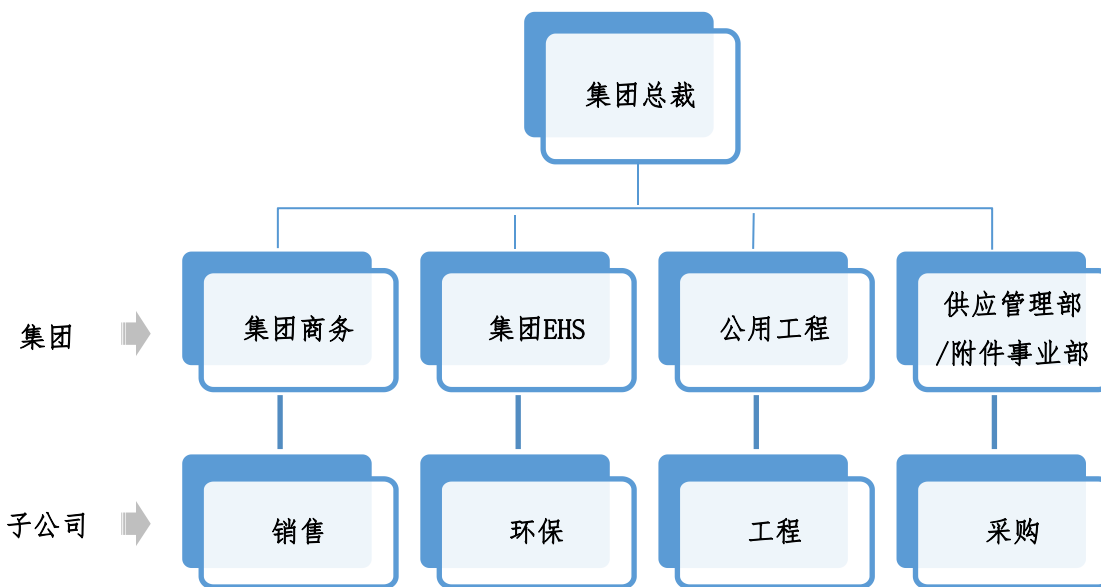 集团总裁
集团
集团商务
集团EHS
公用工程
供应管理部
/附件事业部
子公司
销售
环保
工程
采购